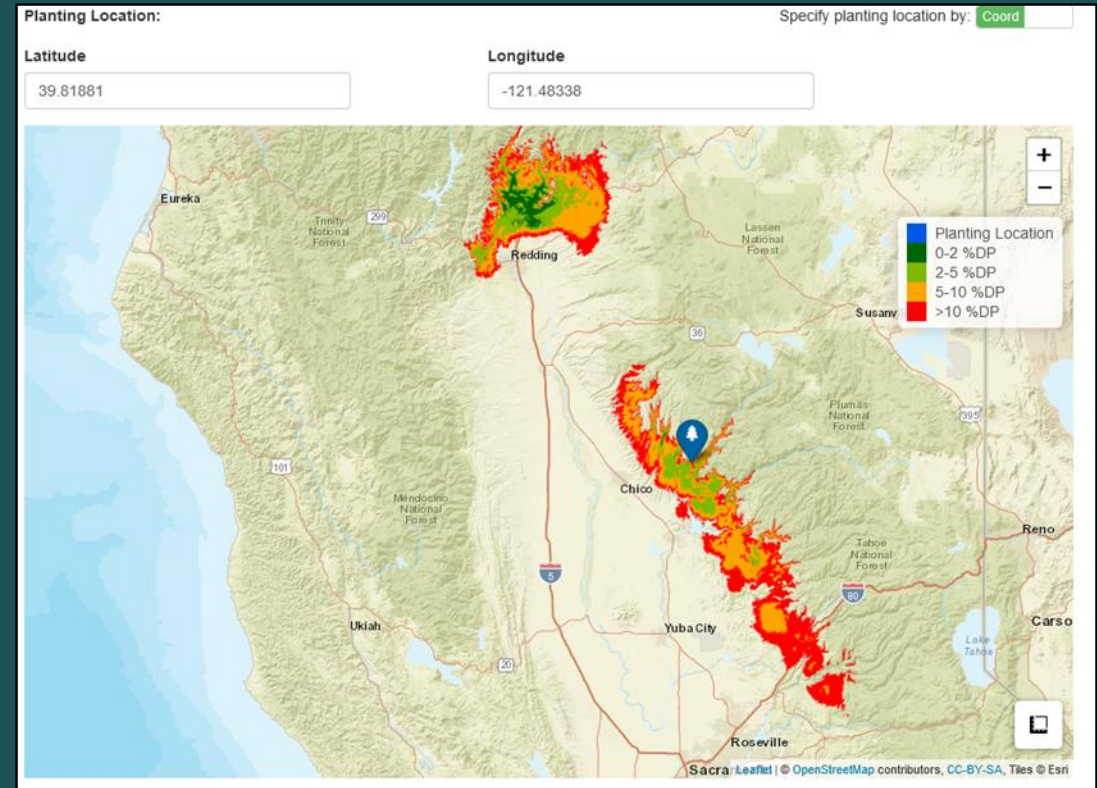 Planting Location:
Specify planting location by: Coord
Latitude
Longitude
39.81881
-121.48338
+
−
Planting Location
0-2 %DP
2-5 %DP
5-10 %DP
>10 %DP
Eureka
299
Trinity
National
Forest
Redding
Lassen
National
Forest
Susanv
36
Plumas
National
Forest
395
101
Mendocino
National
Forest
Chico
Reno
5
Tahoe
National
Forest
80
Ukiah
Yuba City
Carso
Lake
Tahoe
20
Roseville
Sacra
Leaflet | © OpenStreetMap contributors, CC-BY-SA, Tiles © Esri